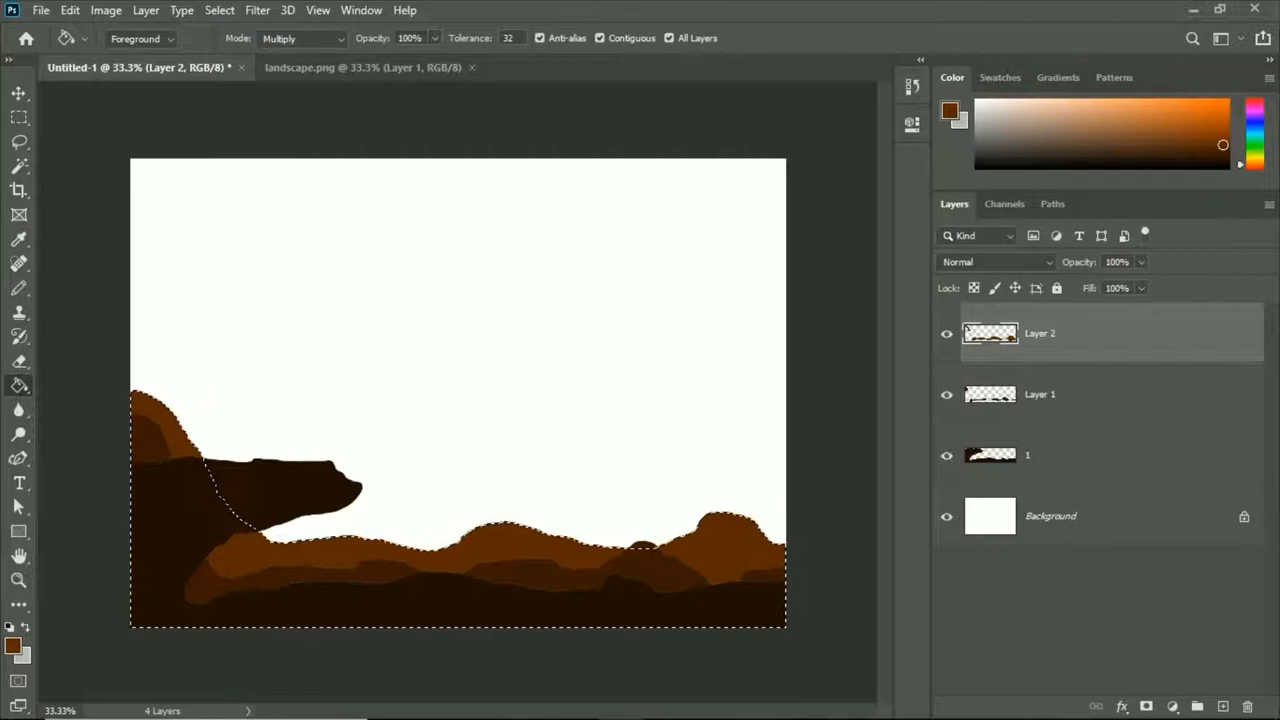 Ps File Edit Image Layer Type Select Filter 3D View Window Help
Foreground Mode: Multiply Opacity: 100% Tolerance: 32 Anti-alias Contiguous All Layers
Untitled-1 @ 33.3% (Layer 2, RGB/8) * × landscape.png @ 33.3% (Layer 1, RGB/8) ×
Color Swatches Gradients Patterns
Layers Channels Paths
Kind
Normal Opacity: 100%
Lock: Fill: 100%
Layer 2
Layer 1
1
Background
33.33% 4 Layers